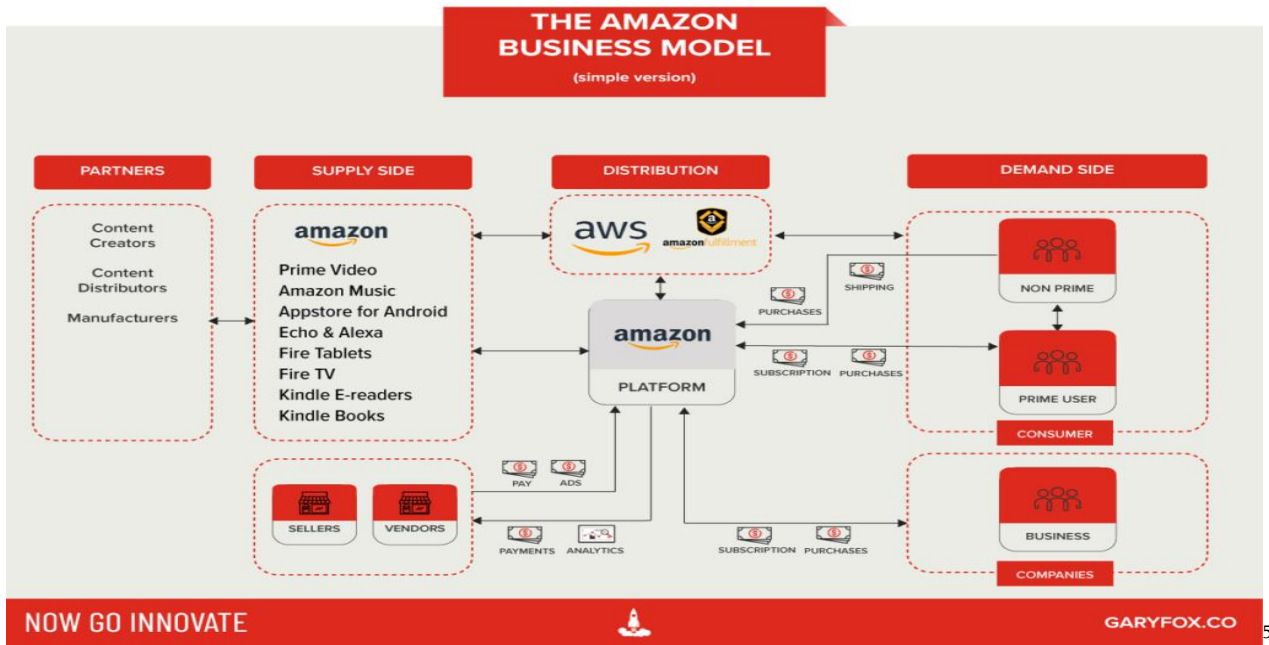 THE AMAZON
BUSINESS MODEL
(simple version)
PARTNERS
SUPPLY SIDE
DISTRIBUTION
DEMAND SIDE
Content
Creators
Content
Distributors
Manufacturers
amazon
Prime Video
Amazon Music
Appstore for Android
Echo & Alexa
Fire Tablets
Fire TV
Kindle E-readers
Kindle Books
aws
a
amazonfulfillment
amazon
PLATFORM
SHIPPING
PURCHASES
SUBSCRIPTION
PURCHASES
NON PRIME
PRIME USER
CONSUMER
SELLERS
VENDORS
PAY
ADS
PAYMENTS
ANALYTICS
SUBSCRIPTION
PURCHASES
BUSINESS
COMPANIES
NOW GO INNOVATE
GARYFOX.CO
5